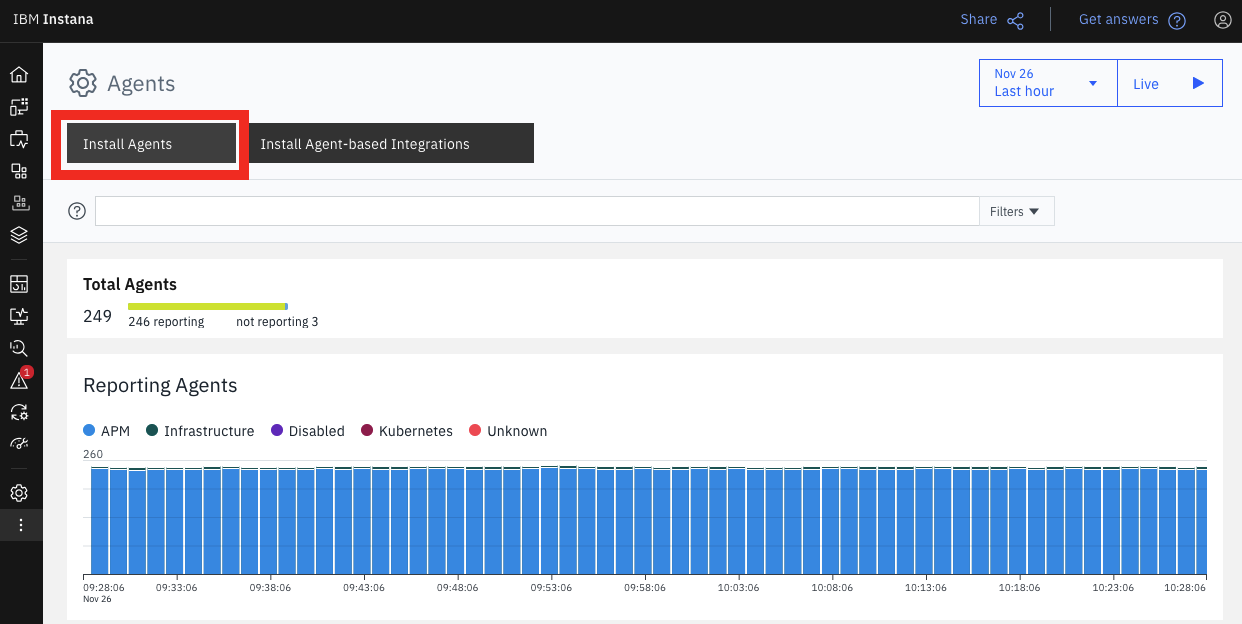 IBM Instana
Share
Get answers
Agents
Nov 26
Last hour
Live
Install Agents
Install Agent-based Integrations
Filters
1
Total Agents
249
246 reporting
not reporting 3
Reporting Agents
APM
Infrastructure
Disabled
Kubernetes
Unknown
260
09:28:06
09:33:06
09:38:06
09:43:06
09:48:06
09:53:06
09:58:06
10:03:06
10:08:06
10:13:06
10:18:06
10:23:06
10:28:06
Nov 26